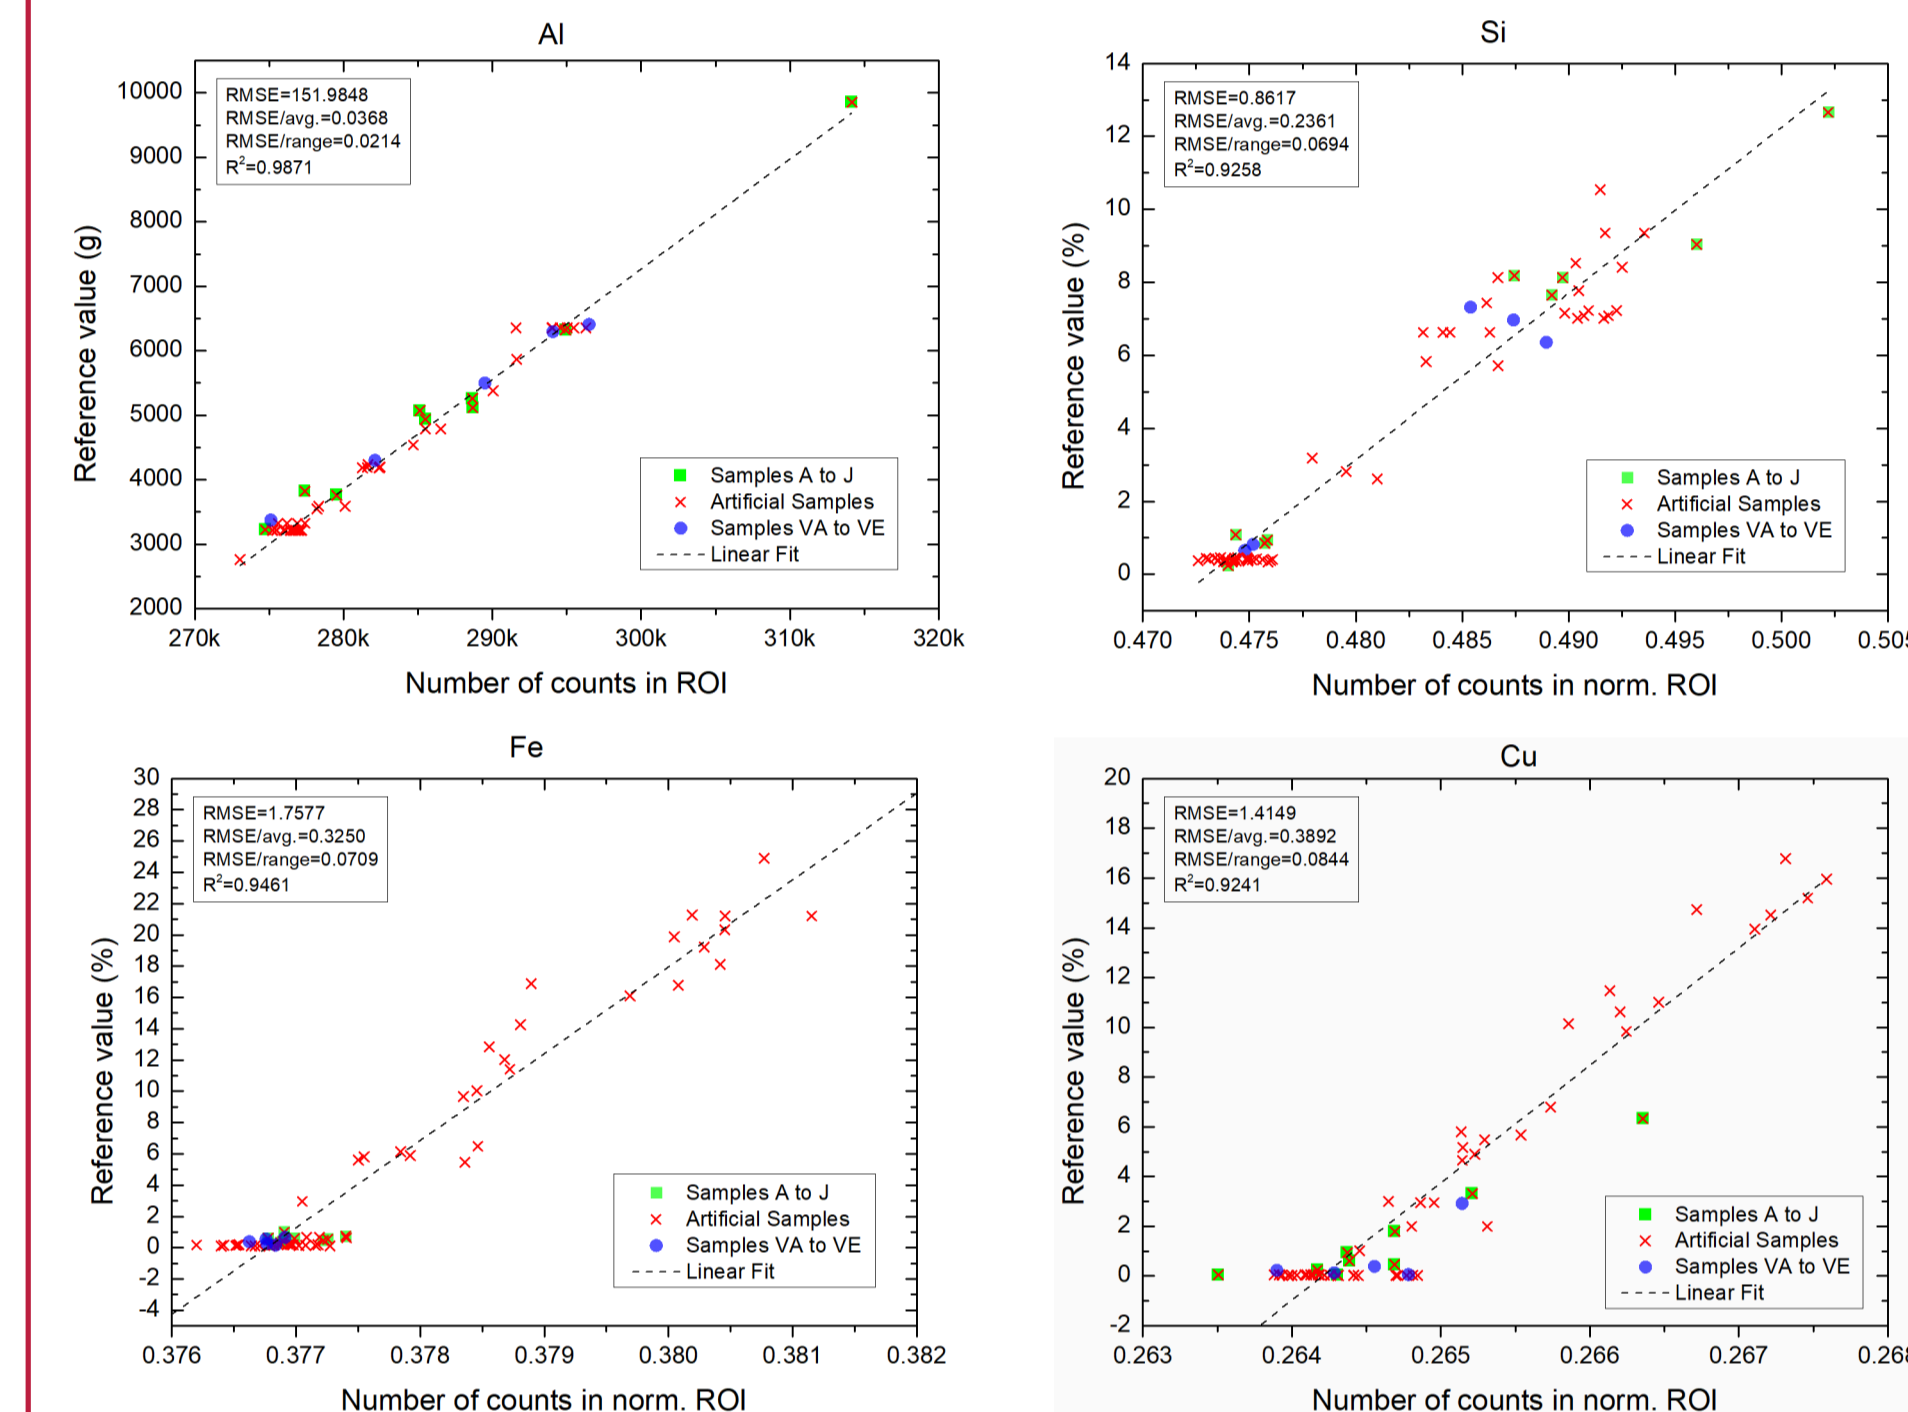 Al
RMSE=151.9848
RMSE/avg.=0.0368
RMSE/range=0.0214
R²=0.9871
10000
9000
8000
7000
6000
5000
4000
3000
2000
Reference value (g)
Samples A to J
Artificial Samples
Samples VA to VE
Linear Fit
270k 280k 290k 300k 310k 320k
Number of counts in ROI
Si
RMSE=0.8617
RMSE/avg.=0.2361
RMSE/range=0.0694
R²=0.9258
14
12
10
8
6
4
2
0
Reference value (%)
Samples A to J
Artificial Samples
Samples VA to VE
Linear Fit
0.470 0.475 0.480 0.485 0.490 0.495 0.500 0.505
Number of counts in norm. ROI
Fe
RMSE=1.7577
RMSE/avg.=0.3250
RMSE/range=0.0709
R²=0.9461
30
28
26
24
22
20
18
16
14
12
10
8
6
4
2
0
-2
-4
Reference value (%)
Samples A to J
Artificial Samples
Samples VA to VE
Linear Fit
0.376 0.377 0.378 0.379 0.380 0.381 0.382
Number of counts in norm. ROI
Cu
RMSE=1.4149
RMSE/avg.=0.3892
RMSE/range=0.0844
R²=0.9241
20
18
16
14
12
10
8
6
4
2
0
-2
Reference value (%)
Samples A to J
Artificial Samples
Samples VA to VE
Linear Fit
0.263 0.264 0.265 0.266 0.267 0.268
Number of counts in norm. ROI